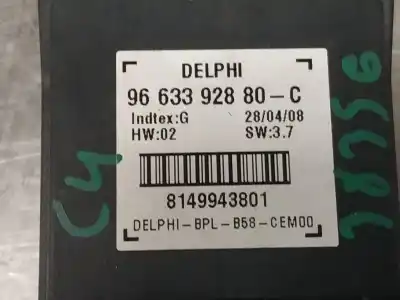 DELPHI
96 633 928 80-C
Indtex:G 28/04/08
HW:02 SW:3.7
8149943801
DELPHI-BPL-B58-CEM00
C4